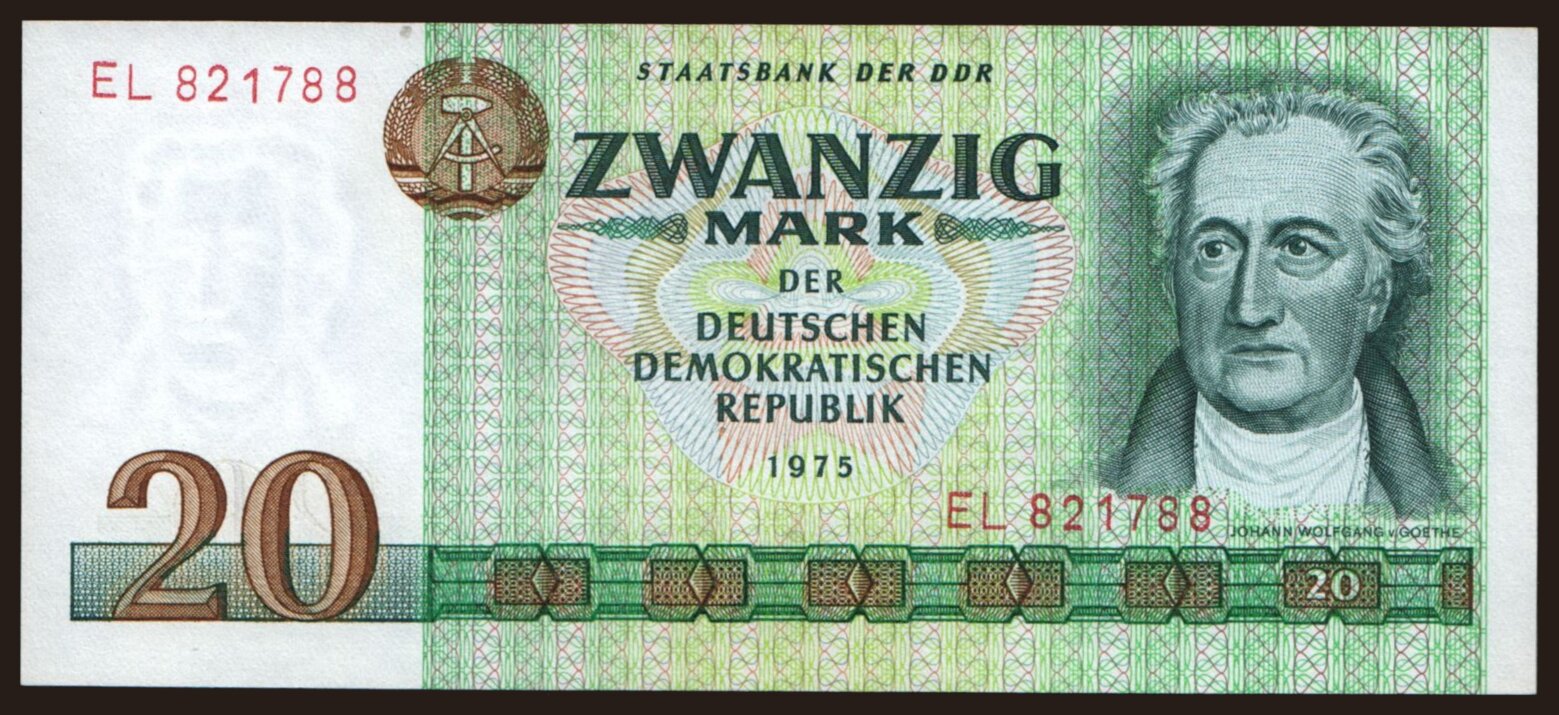 EL 821788
STAATSBANK DER DDR
ZWANZIG
MARK
DER
DEUTSCHEN
DEMOKRATISCHEN
REPUBLIK
1975
EL 821788
JOHANN WOLFGANG v. GOETHE
20
20